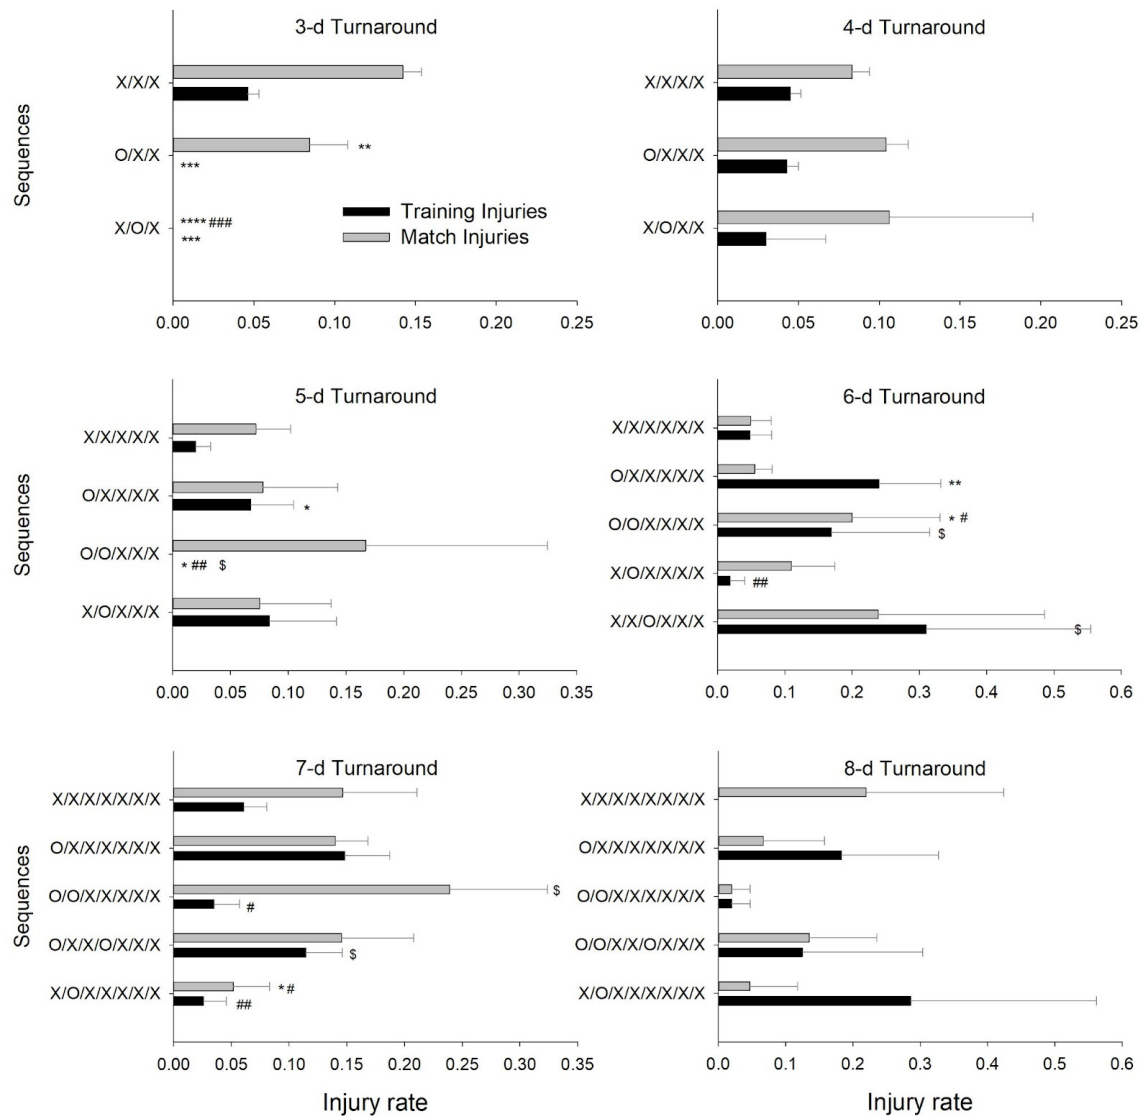 3-d Turnaround
Sequences
X/X/X
O/X/X
**
***
X/O/X
**** ###
***
Training Injuries
Match Injuries
0.00 0.05 0.10 0.15 0.20 0.25
4-d Turnaround
X/X/X/X
O/X/X/X
X/O/X/X
0.00 0.05 0.10 0.15 0.20 0.25
5-d Turnaround
Sequences
X/X/X/X/X
O/X/X/X/X
*
O/O/X/X/X
* ## $
X/O/X/X/X
0.00 0.05 0.10 0.15 0.20 0.25 0.30 0.35
6-d Turnaround
X/X/X/X/X/X
O/X/X/X/X/X
**
O/O/X/X/X/X
* #
$
X/O/X/X/X/X
##
X/X/O/X/X/X
$
0.0 0.1 0.2 0.3 0.4 0.5 0.6
7-d Turnaround
Sequences
X/X/X/X/X/X/X
O/X/X/X/X/X/X
O/O/X/X/X/X/X
$
#
O/X/X/O/X/X/X
$
X/O/X/X/X/X/X
* #
##
0.00 0.05 0.10 0.15 0.20 0.25 0.30 0.35
Injury rate
8-d Turnaround
X/X/X/X/X/X/X/X
O/X/X/X/X/X/X/X
O/O/X/X/X/X/X/X
O/O/X/X/O/X/X/X
X/O/X/X/X/X/X/X
0.0 0.1 0.2 0.3 0.4 0.5 0.6
Injury rate